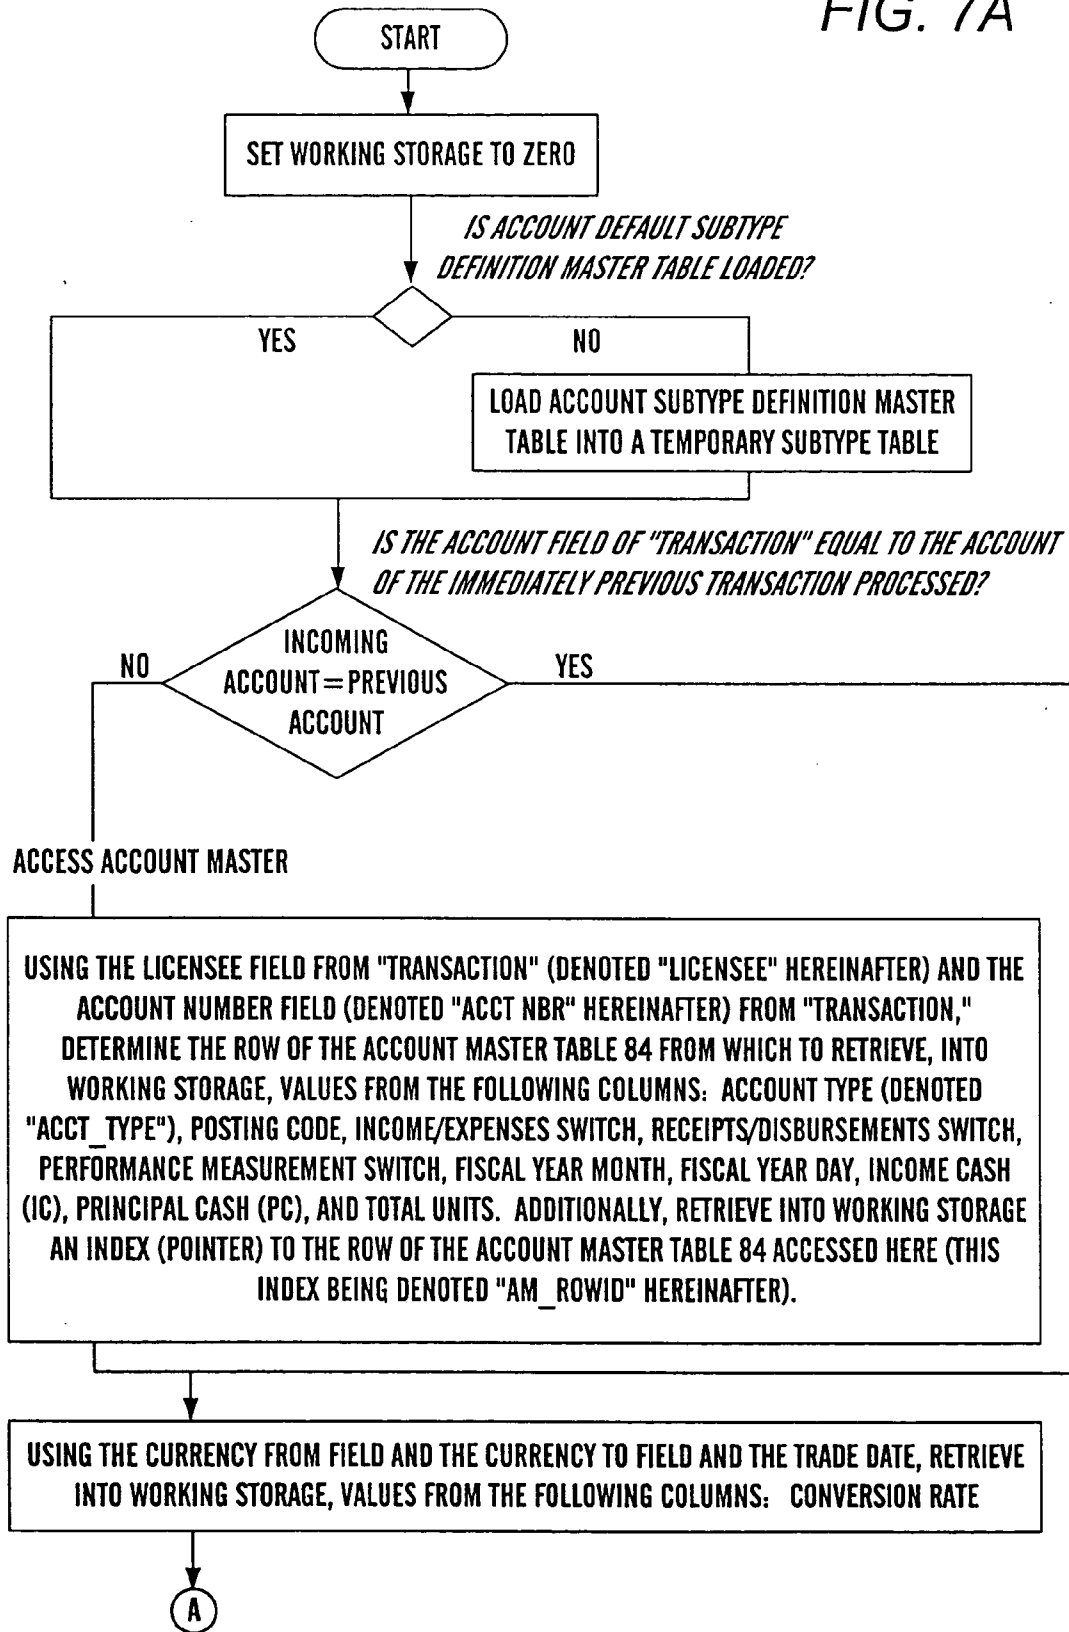 FIG. 7A
START
SET WORKING STORAGE TO ZERO
IS ACCOUNT DEFAULT SUBTYPE
DEFINITION MASTER TABLE LOADED?
YES
NO
LOAD ACCOUNT SUBTYPE DEFINITION MASTER
TABLE INTO A TEMPORARY SUBTYPE TABLE
IS THE ACCOUNT FIELD OF "TRANSACTION" EQUAL TO THE ACCOUNT
OF THE IMMEDIATELY PREVIOUS TRANSACTION PROCESSED?
NO
INCOMING
ACCOUNT=PREVIOUS
ACCOUNT
YES
ACCESS ACCOUNT MASTER
USING THE LICENSEE FIELD FROM "TRANSACTION" (DENOTED "LICENSEE" HEREINAFTER) AND THE
ACCOUNT NUMBER FIELD (DENOTED "ACCT NBR" HEREINAFTER) FROM "TRANSACTION,"
DETERMINE THE ROW OF THE ACCOUNT MASTER TABLE 84 FROM WHICH TO RETRIEVE, INTO
WORKING STORAGE, VALUES FROM THE FOLLOWING COLUMNS: ACCOUNT TYPE (DENOTED
"ACCT_TYPE"), POSTING CODE, INCOME/EXPENSES SWITCH, RECEIPTS/DISBURSEMENTS SWITCH,
PERFORMANCE MEASUREMENT SWITCH, FISCAL YEAR MONTH, FISCAL YEAR DAY, INCOME CASH
(IC), PRINCIPAL CASH (PC), AND TOTAL UNITS. ADDITIONALLY, RETRIEVE INTO WORKING STORAGE
AN INDEX (POINTER) TO THE ROW OF THE ACCOUNT MASTER TABLE 84 ACCESSED HERE (THIS
INDEX BEING DENOTED "AM_ROWID" HEREINAFTER).
USING THE CURRENCY FROM FIELD AND THE CURRENCY TO FIELD AND THE TRADE DATE, RETRIEVE
INTO WORKING STORAGE, VALUES FROM THE FOLLOWING COLUMNS: CONVERSION RATE
A